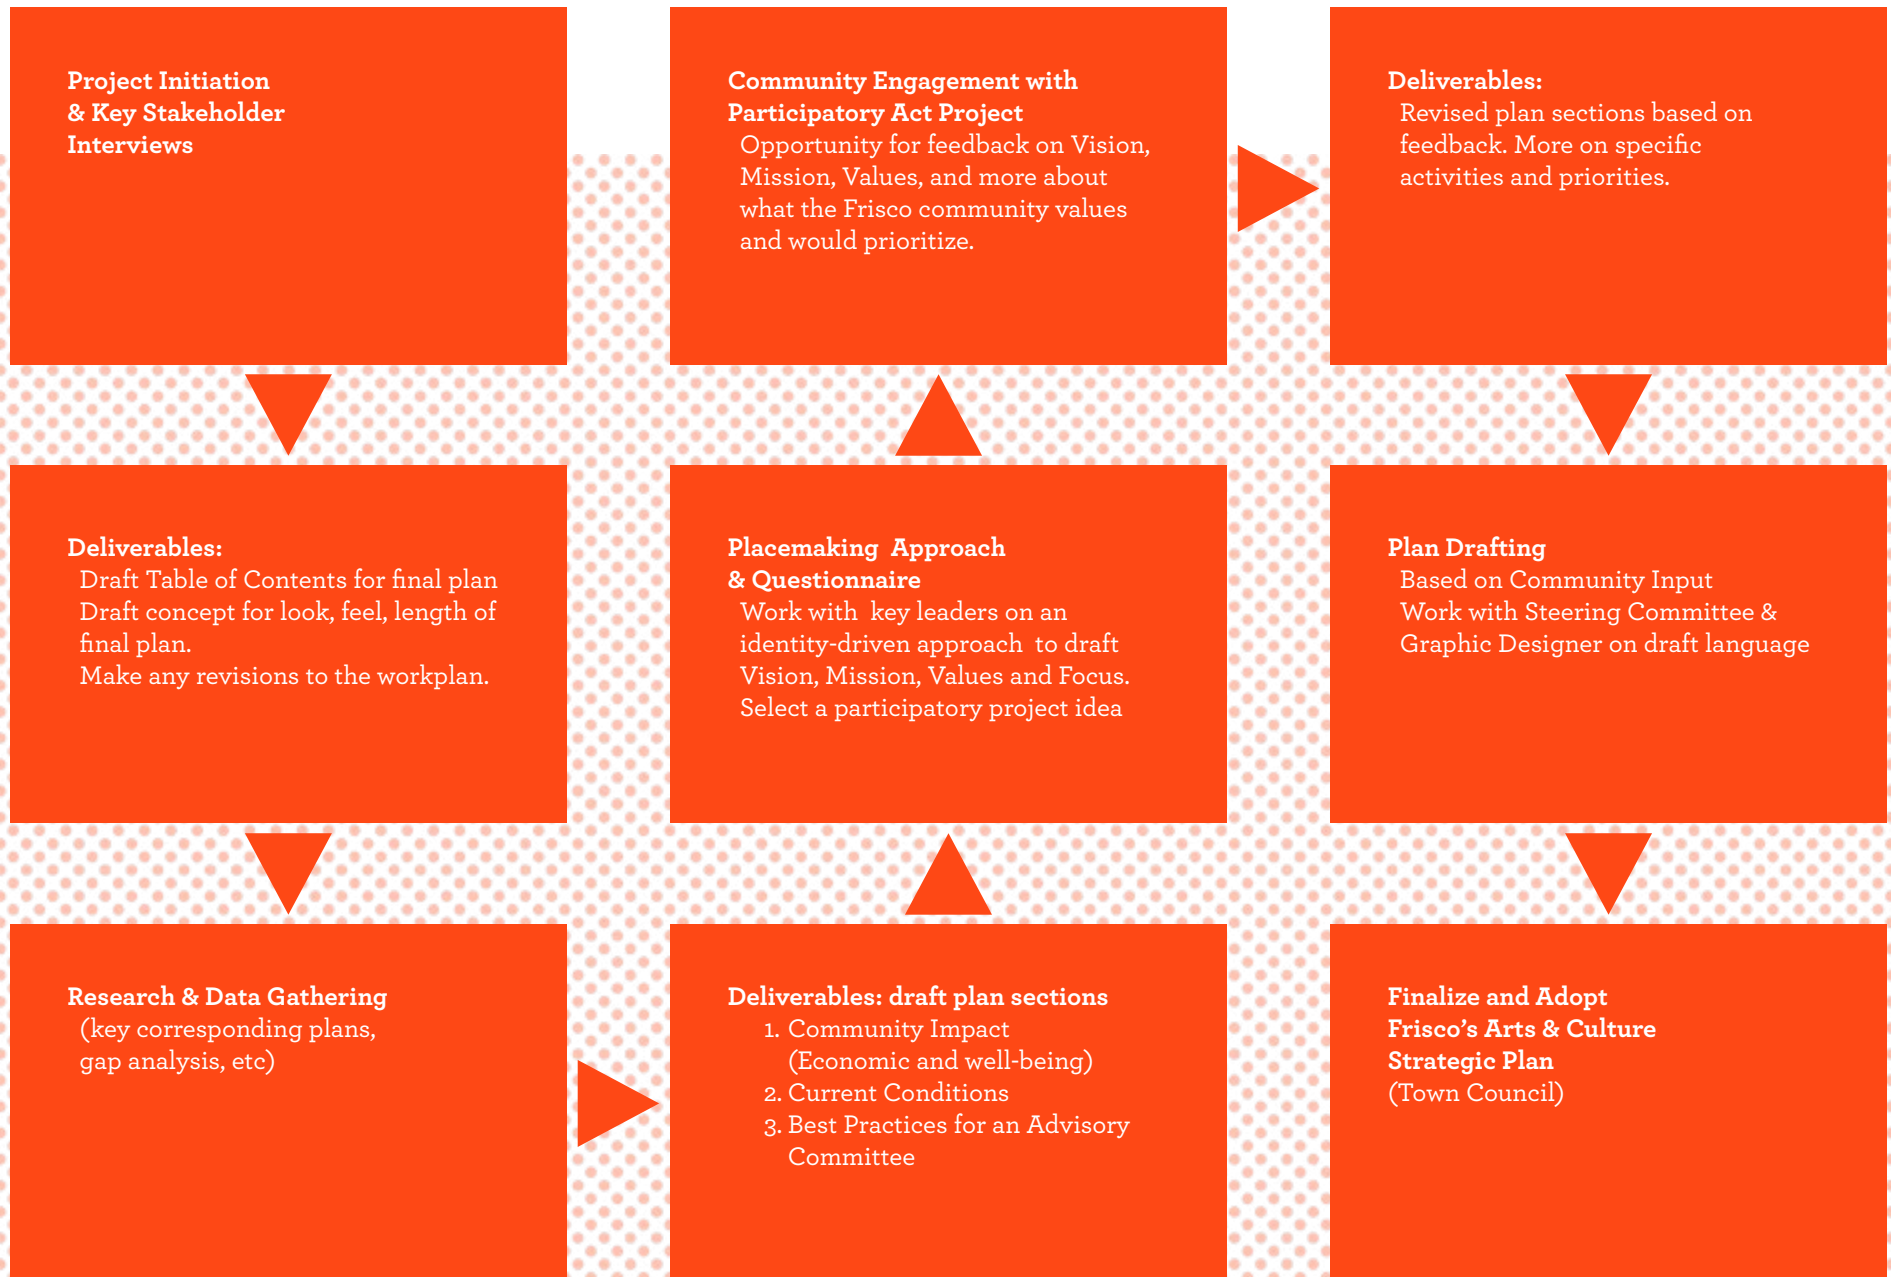 Project Initiation
& Key Stakeholder
Interviews
Deliverables:
Draft Table of Contents for final plan
Draft concept for look, feel, length of
final plan.
Make any revisions to the workplan.
Research & Data Gathering
(key corresponding plans,
gap analysis, etc)
Deliverables: draft plan sections
1. Community Impact
(Economic and well-being)
2. Current Conditions
3. Best Practices for an Advisory
Committee
Placemaking Approach
& Questionnaire
Work with key leaders on an
identity-driven approach to draft
Vision, Mission, Values and Focus.
Select a participatory project idea
Community Engagement with
Participatory Act Project
Opportunity for feedback on Vision,
Mission, Values, and more about
what the Frisco community values
and would prioritize.
Deliverables:
Revised plan sections based on
feedback. More on specific
activities and priorities.
Plan Drafting
Based on Community Input
Work with Steering Committee &
Graphic Designer on draft language
Finalize and Adopt
Frisco’s Arts & Culture
Strategic Plan
(Town Council)